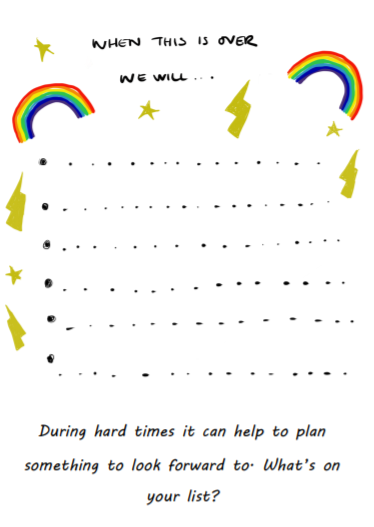 WHEN THIS IS OVER
WE WILL...
During hard times it can help to plan
something to look forward to. What's on
your list?